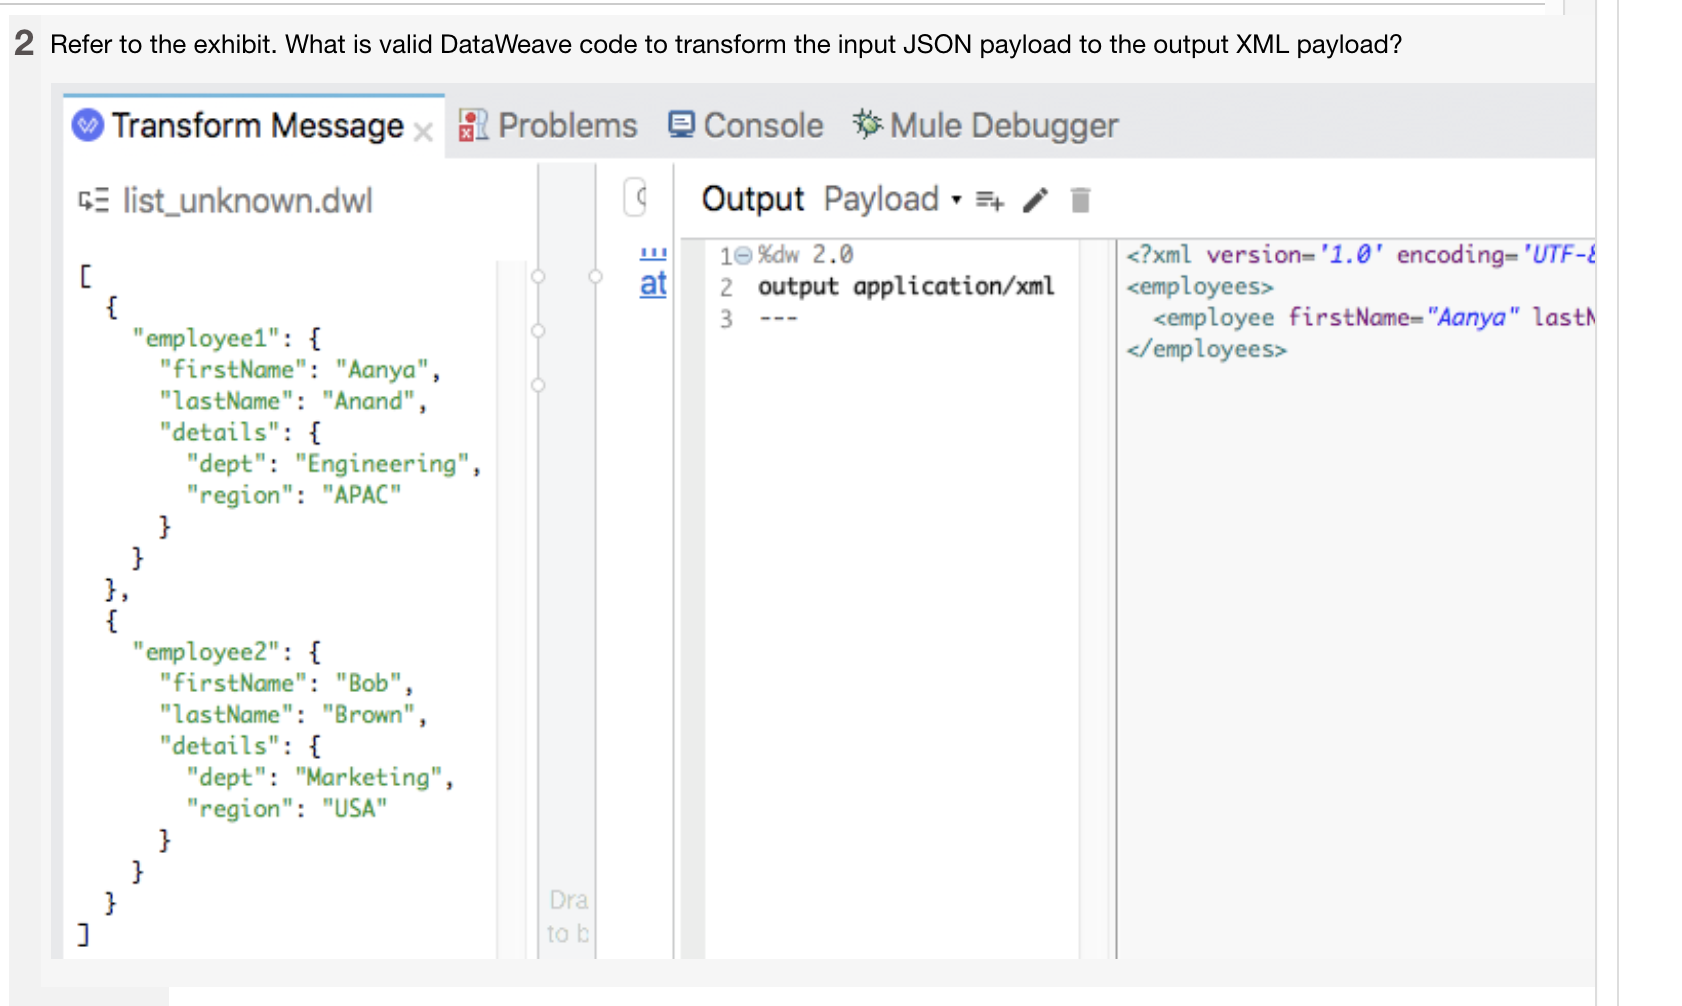 2 Refer to the exhibit. What is valid DataWeave code to transform the input JSON payload to the output XML payload?
Transform Message Problems Console Mule Debugger
list_unknown.dwl
[
{
"employee1": {
"firstName": "Aanya",
"lastName": "Anand",
"details": {
"dept": "Engineering",
"region": "APAC"
}
}
},
{
"employee2": {
"firstName": "Bob",
"lastName": "Brown",
"details": {
"dept": "Marketing",
"region": "USA"
}
}
}
]
...
at
Dra
to b
Output Payload
1 %dw 2.0
2 output application/xml
3 ---
<?xml version='1.0' encoding='UTF-
<employees>
<employee firstName="Aanya" lastN
</employees>